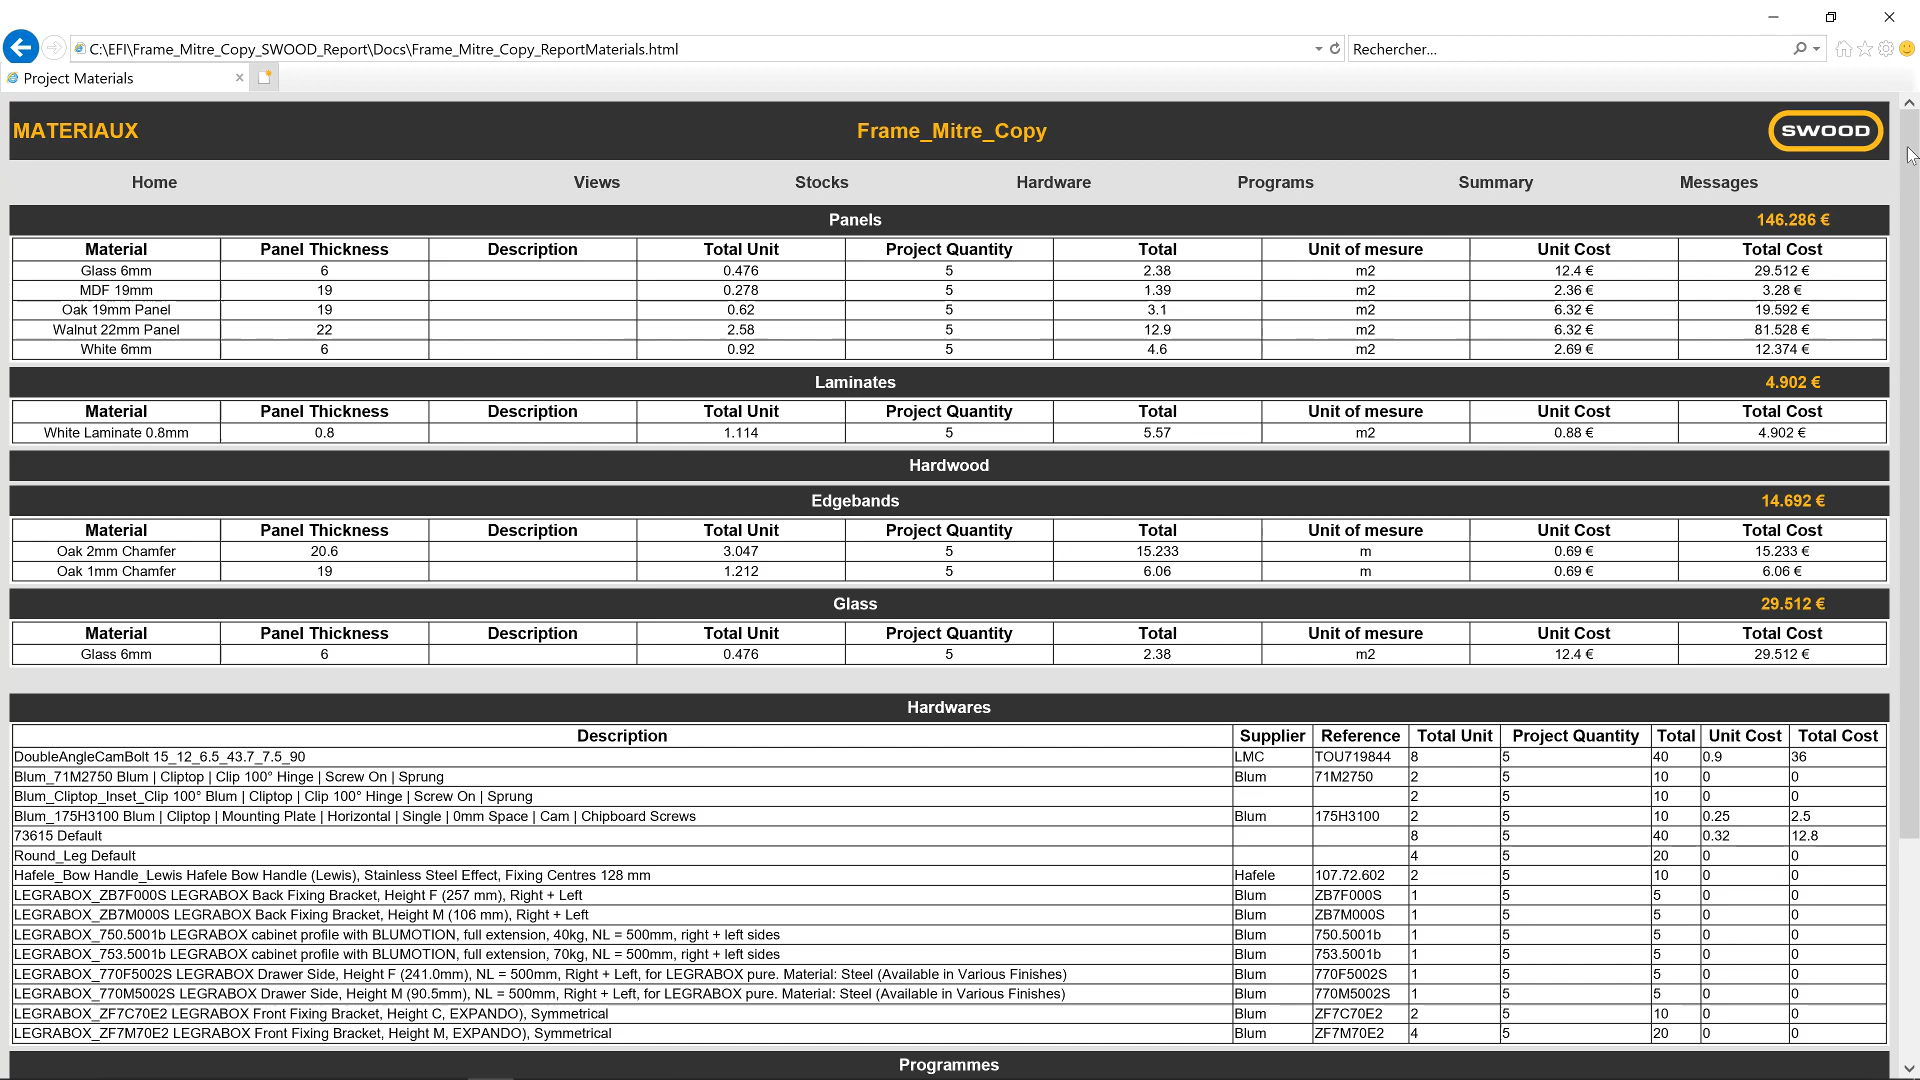 C:\EFI\Frame_Mitre_Copy_SWOOD_Report\Docs\Frame_Mitre_Copy_ReportMaterials.html
Rechercher...
Project Materials
MATERIAUX Frame_Mitre_Copy SWOOD
Home Views Stocks Hardware Programs Summary Messages
Panels 146.286 €
Material Panel Thickness Description Total Unit Project Quantity Total Unit of mesure Unit Cost Total Cost
Glass 6mm 6 0.476 5 2.38 m2 12.4 € 29.512 €
MDF 19mm 19 0.278 5 1.39 m2 2.36 € 3.28 €
Oak 19mm Panel 19 0.62 5 3.1 m2 6.32 € 19.592 €
Walnut 22mm Panel 22 2.58 5 12.9 m2 6.32 € 81.528 €
White 6mm 6 0.92 5 4.6 m2 2.69 € 12.374 €
Laminates 4.902 €
Material Panel Thickness Description Total Unit Project Quantity Total Unit of mesure Unit Cost Total Cost
White Laminate 0.8mm 0.8 1.114 5 5.57 m2 0.88 € 4.902 €
Hardwood
Edgebands 14.692 €
Material Panel Thickness Description Total Unit Project Quantity Total Unit of mesure Unit Cost Total Cost
Oak 2mm Chamfer 20.6 3.047 5 15.233 m 0.69 € 15.233 €
Oak 1mm Chamfer 19 1.212 5 6.06 m 0.69 € 6.06 €
Glass 29.512 €
Material Panel Thickness Description Total Unit Project Quantity Total Unit of mesure Unit Cost Total Cost
Glass 6mm 6 0.476 5 2.38 m2 12.4 € 29.512 €
Hardwares
Description Supplier Reference Total Unit Project Quantity Total Unit Cost Total Cost
DoubleAngleCamBolt 15_12_6.5_43.7_7.5_90 LMC TOU719844 8 5 40 0.9 36
Blum_71M2750 Blum | Cliptop | Clip 100° Hinge | Screw On | Sprung Blum 71M2750 2 5 10 0 0
Blum_Cliptop_Inset_Clip 100° Blum | Cliptop | Clip 100° Hinge | Screw On | Sprung 2 5 10 0 0
Blum_175H3100 Blum | Cliptop | Mounting Plate | Horizontal | Single | 0mm Space | Cam | Chipboard Screws Blum 175H3100 2 5 10 0.25 2.5
73615 Default 8 5 40 0.32 12.8
Round_Leg Default 4 5 20 0 0
Hafele_Bow Handle_Lewis Hafele Bow Handle (Lewis), Stainless Steel Effect, Fixing Centres 128 mm Hafele 107.72.602 2 5 10 0 0
LEGRABOX_ZB7F000S LEGRABOX Back Fixing Bracket, Height F (257 mm), Right + Left Blum ZB7F000S 1 5 5 0 0
LEGRABOX_ZB7M000S LEGRABOX Back Fixing Bracket, Height M (106 mm), Right + Left Blum ZB7M000S 1 5 5 0 0
LEGRABOX_750.5001b LEGRABOX cabinet profile with BLUMOTION, full extension, 40kg, NL = 500mm, right + left sides Blum 750.5001b 1 5 5 0 0
LEGRABOX_753.5001b LEGRABOX cabinet profile with BLUMOTION, full extension, 70kg, NL = 500mm, right + left sides Blum 753.5001b 1 5 5 0 0
LEGRABOX_770F5002S LEGRABOX Drawer Side, Height F (241.0mm), NL = 500mm, Right + Left, for LEGRABOX pure. Material: Steel (Available in Various Finishes) Blum 770F5002S 1 5 5 0 0
LEGRABOX_770M5002S LEGRABOX Drawer Side, Height M (90.5mm), NL = 500mm, Right + Left, for LEGRABOX pure. Material: Steel (Available in Various Finishes) Blum 770M5002S 1 5 5 0 0
LEGRABOX_ZF7C70E2 LEGRABOX Front Fixing Bracket, Height C, EXPANDO), Symmetrical Blum ZF7C70E2 2 5 10 0 0
LEGRABOX_ZF7M70E2 LEGRABOX Front Fixing Bracket, Height M, EXPANDO), Symmetrical Blum ZF7M70E2 4 5 20 0 0
Programmes